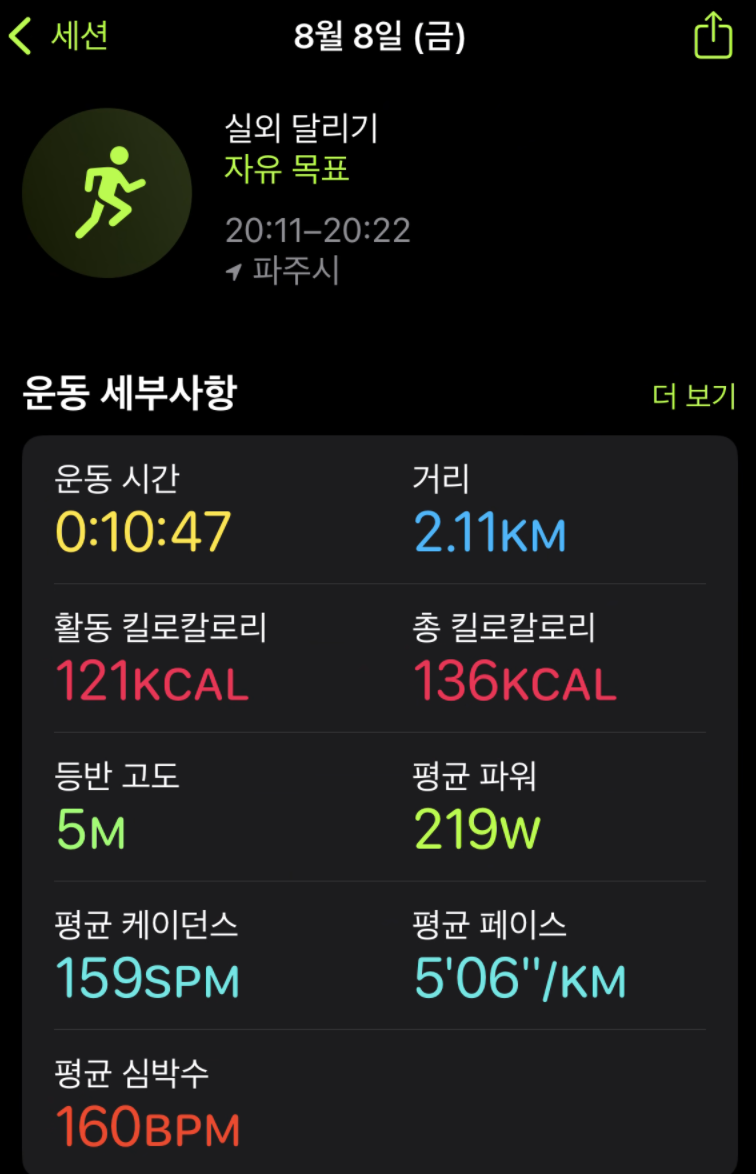 세션
8월 8일 (금)
실외 달리기
자유 목표
20:11–20:22
파주시
운동 세부사항
더 보기
운동 시간
거리
0:10:47
2.11KM
활동 킬로칼로리
총 킬로칼로리
121KCAL
136KCAL
등반 고도
평균 파워
5M
219W
평균 케이던스
평균 페이스
159SPM
5'06"/KM
평균 심박수
160BPM